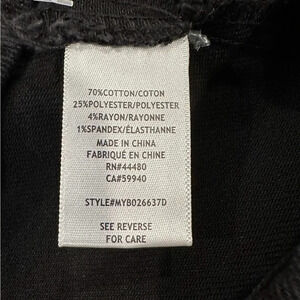 70%COTTON/COTON
25%POLYESTER/POLYESTER
4%RAYON/RAYONNE
1%SPANDEX/ÉLASTHANNE
MADE IN CHINA
FABRIQUÉ EN CHINE
RN#44480
CA#59940
STYLE#MYB026637D
SEE REVERSE
FOR CARE